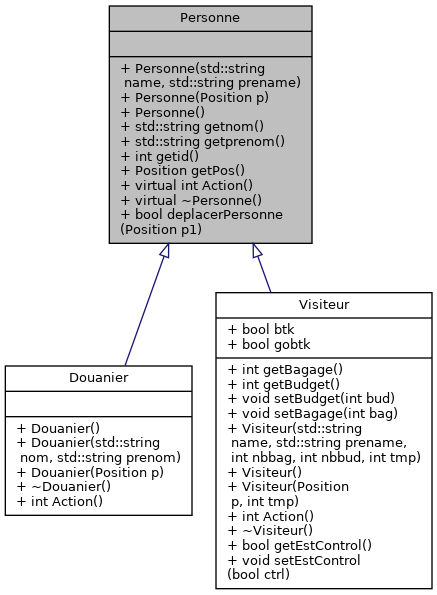 Personne
+ Personne(std::string
name, std::string prename)
+ Personne(Position p)
+ Personne()
+ std::string getnom()
+ std::string getprenom()
+ int getid()
+ Position getPos()
+ virtual int Action()
+ virtual ~Personne()
+ bool deplacerPersonne
(Position p1)
Douanier
+ Douanier()
+ Douanier(std::string
nom, std::string prenom)
+ Douanier(Position p)
+ ~Douanier()
+ int Action()
Visiteur
+ bool btk
+ bool gobtk
+ int getBagage()
+ int getBudget()
+ void setBudget(int bud)
+ void setBagage(int bag)
+ Visiteur(std::string
name, std::string prename,
int nbbag, int nbbud, int tmp)
+ Visiteur()
+ Visiteur(Position
p, int tmp)
+ int Action()
+ ~Visiteur()
+ bool getEstControl()
+ void setEstControl
(bool ctrl)